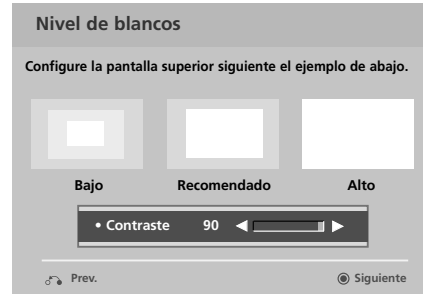 Nivel de blancos
Configure la pantalla superior siguiente el ejemplo de abajo.
Bajo Recomendado Alto
• Contraste 90
Prev. Siguiente